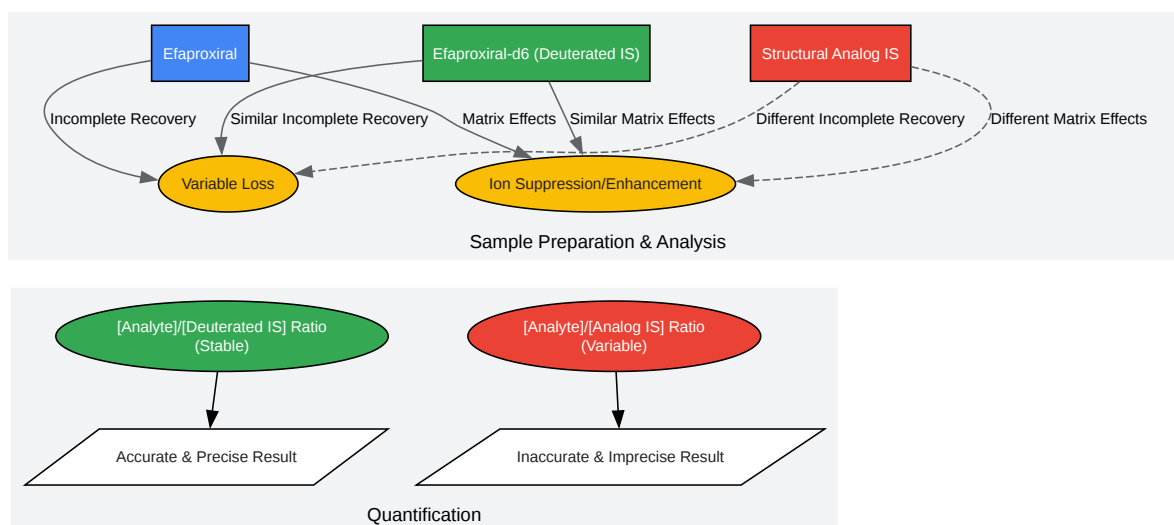 Efaproxiral
Efaproxiral-d6 (Deuterated IS)
Structural Analog IS
Incomplete Recovery
Similar Incomplete Recovery
Matrix Effects
Similar Matrix Effects
Different Incomplete Recovery
Different Matrix Effects
Variable Loss
Ion Suppression/Enhancement
Sample Preparation & Analysis
[Analyte]/[Deuterated IS] Ratio
(Stable)
[Analyte]/[Analog IS] Ratio
(Variable)
Accurate & Precise Result
Inaccurate & Imprecise Result
Quantification